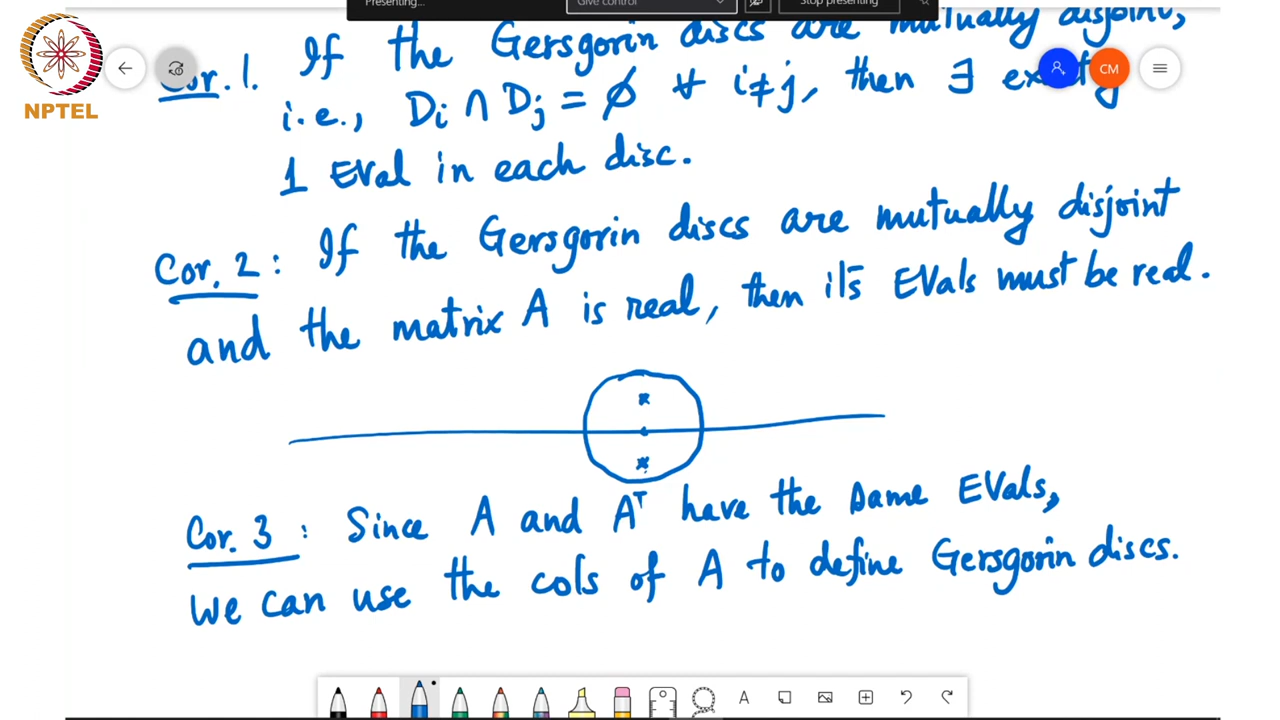 Presenting...
Give control
Stop presenting
NPTEL
CM
Cor. 1. If the Gersgorin discs are mutually disjoint,
i.e., Di ∩ Dj = ∅ ∀ i≠j, then ∃ exactly
1 EVal in each disc.
Cor. 2 : If the Gersgorin discs are mutually disjoint
and the matrix A is real, then it's EVals must be real.
Cor. 3 : Since A and Aᵀ have the same EVals,
we can use the cols of A to define Gersgorin discs.
A